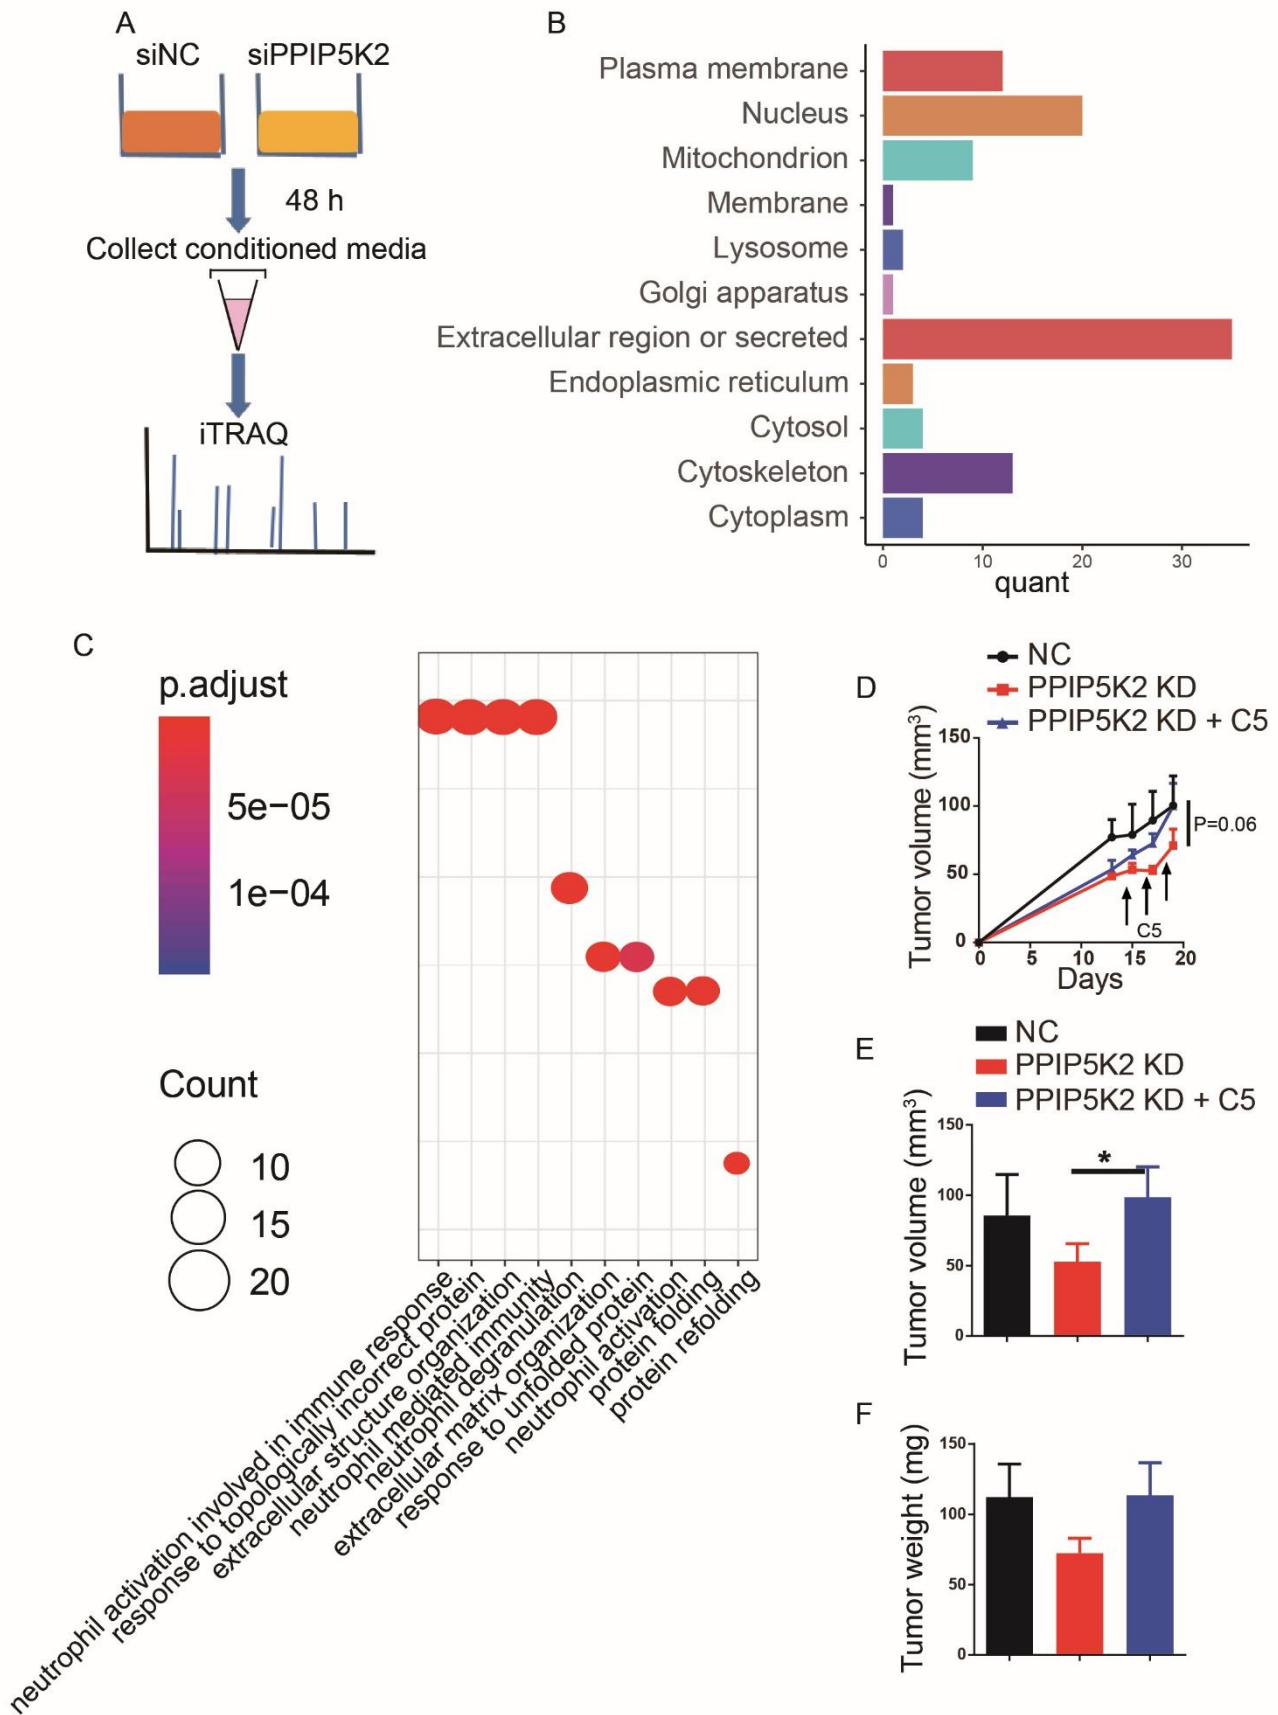 A
siNC
siPPIP5K2
48 h
Collect conditioned media
iTRAQ
B
Plasma membrane
Nucleus
Mitochondrion
Membrane
Lysosome
Golgi apparatus
Extracellular region or secreted
Endoplasmic reticulum
Cytosol
Cytoskeleton
Cytoplasm
0 10 20 30
quant
C
p.adjust
5e−05
1e−04
Count
10
15
20
neutrophil activation involved in immune response
response to topologically incorrect protein
extracellular structure organization
neutrophil mediated immunity
neutrophil degranulation
extracellular matrix organization
response to unfolded protein
neutrophil activation
protein folding
protein refolding
D
NC
PPIP5K2 KD
PPIP5K2 KD + C5
Tumor volume (mm³)
150
100
50
0
P=0.06
C5
0 5 10 15 20
Days
E
NC
PPIP5K2 KD
PPIP5K2 KD + C5
Tumor volume (mm³)
150
100
50
0
*
F
Tumor weight (mg)
150
100
50
0